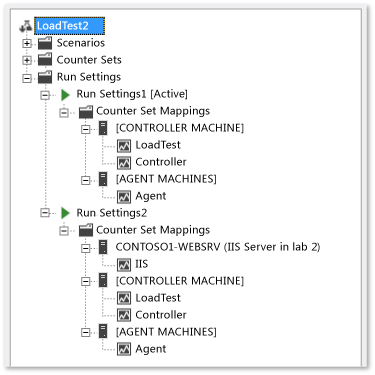 LoadTest2
Scenarios
Counter Sets
Run Settings
Run Settings1 [Active]
Counter Set Mappings
[CONTROLLER MACHINE]
LoadTest
Controller
[AGENT MACHINES]
Agent
Run Settings2
Counter Set Mappings
CONTOSO1-WEBSRV (IIS Server in lab 2)
IIS
[CONTROLLER MACHINE]
LoadTest
Controller
[AGENT MACHINES]
Agent